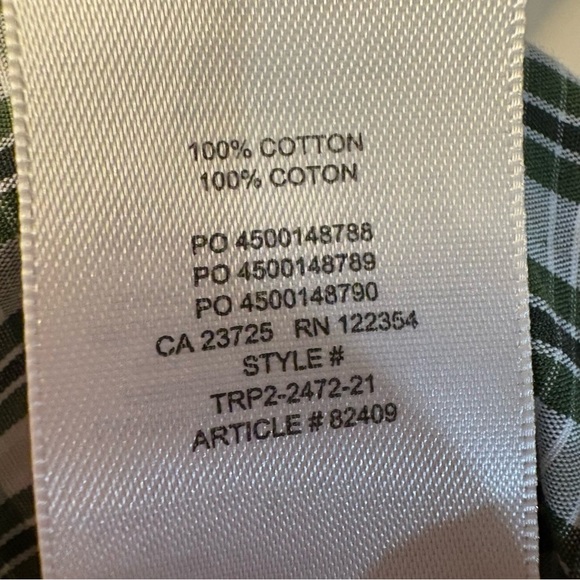 100% COTTON
100% COTON
PO 4500148788
PO 4500148789
PO 4500148790
CA 23725 RN 122354
STYLE #
TRP2-2472-21
ARTICLE # 82409